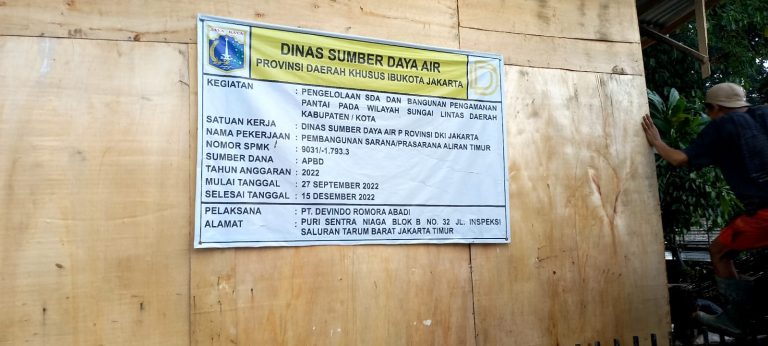 JAYA RAYA
DINAS SUMBER DAYA AIR
PROVINSI DAERAH KHUSUS IBUKOTA JAKARTA
KEGIATAN : PENGELOLAAN SDA DAN BANGUNAN PENGAMANAN
PANTAI PADA WILAYAH SUNGAI LINTAS DAERAH
KABUPATEN / KOTA
SATUAN KERJA : DINAS SUMBER DAYA AIR P ROVINSI DKI JAKARTA
NAMA PEKERJAAN : PEMBANGUNAN SARANA/PRASARANA ALIRAN TIMUR
NOMOR SPMK : 9031/-1.793.3
SUMBER DANA : APBD
TAHUN ANGGARAN : 2022
MULAI TANGGAL : 27 SEPTEMBER 2022
SELESAI TANGGAL : 15 DESEMBER 2022
PELAKSANA : PT. DEVINDO ROMORA ABADI
ALAMAT : PURI SENTRA NIAGA BLOK B NO. 32 JL. INSPEKSI
SALURAN TARUM BARAT JAKARTA TIMUR